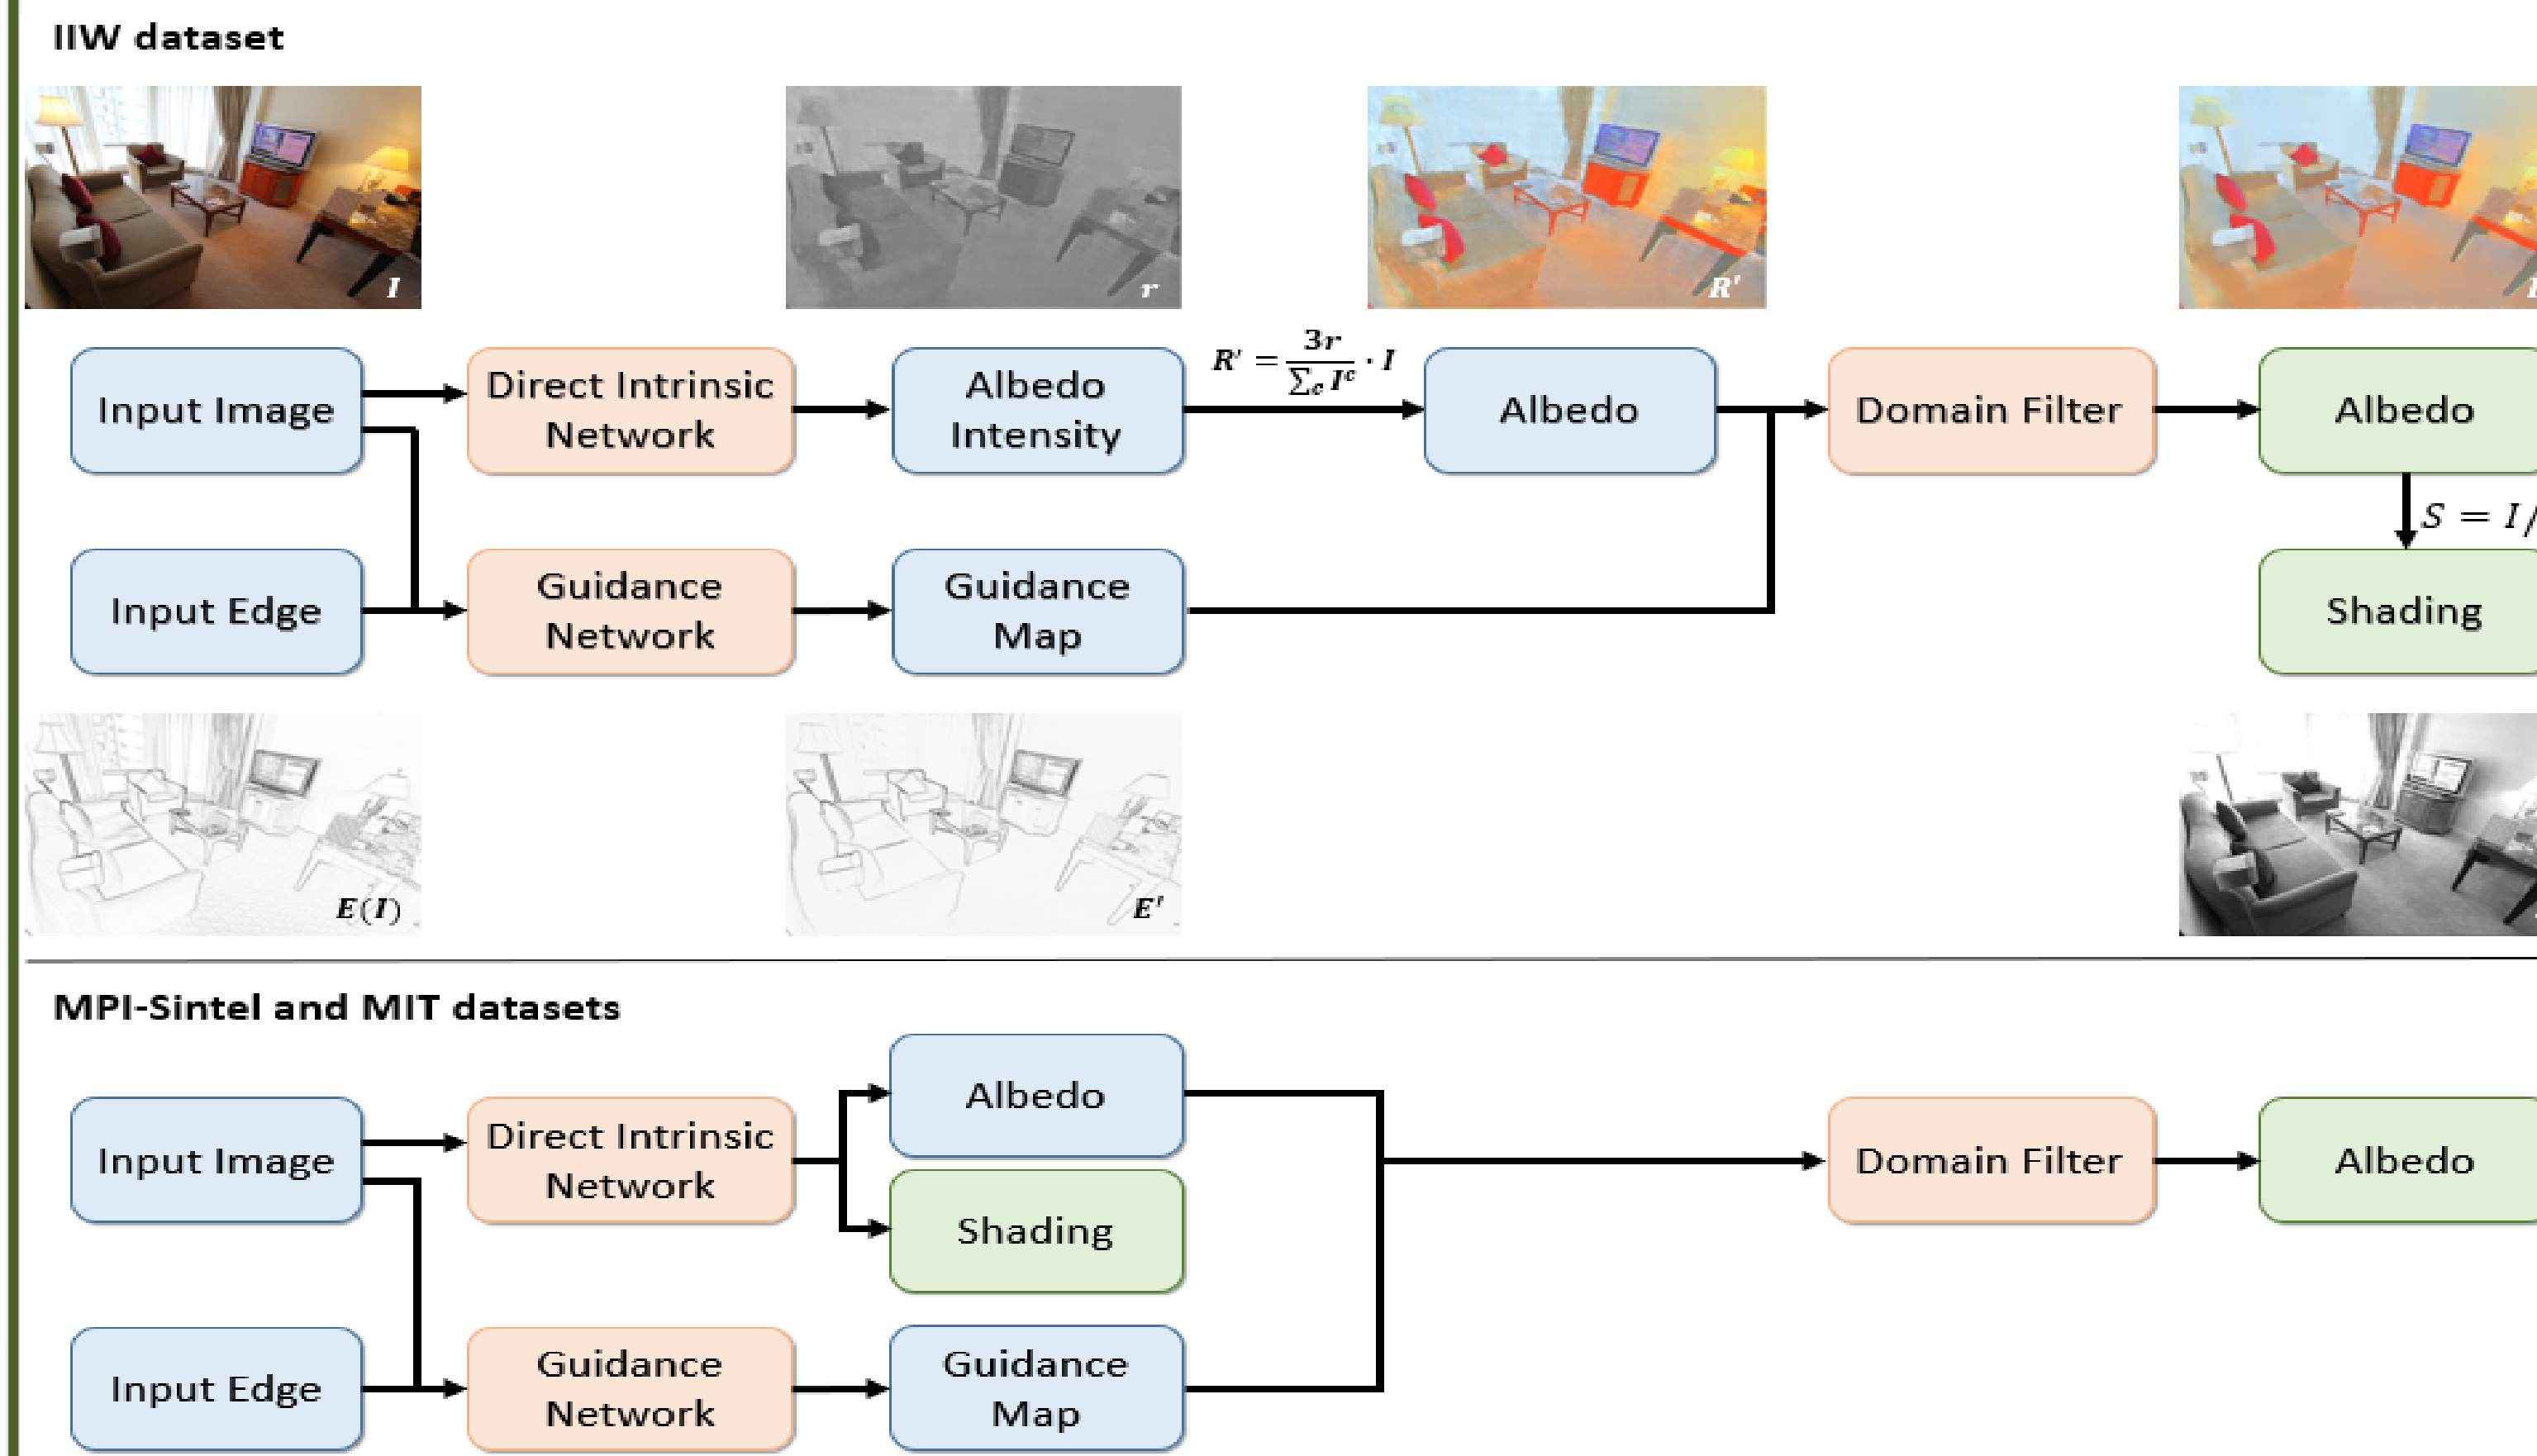 IIW dataset
I
r
R'
R' = 3r / ∑c I^c · I
Input Image
Direct Intrinsic
Network
Albedo
Intensity
Albedo
Domain Filter
Albedo
S = I/
Input Edge
Guidance
Network
Guidance
Map
Shading
E(I)
E'
MPI-Sintel and MIT datasets
Input Image
Direct Intrinsic
Network
Albedo
Shading
Domain Filter
Albedo
Input Edge
Guidance
Network
Guidance
Map